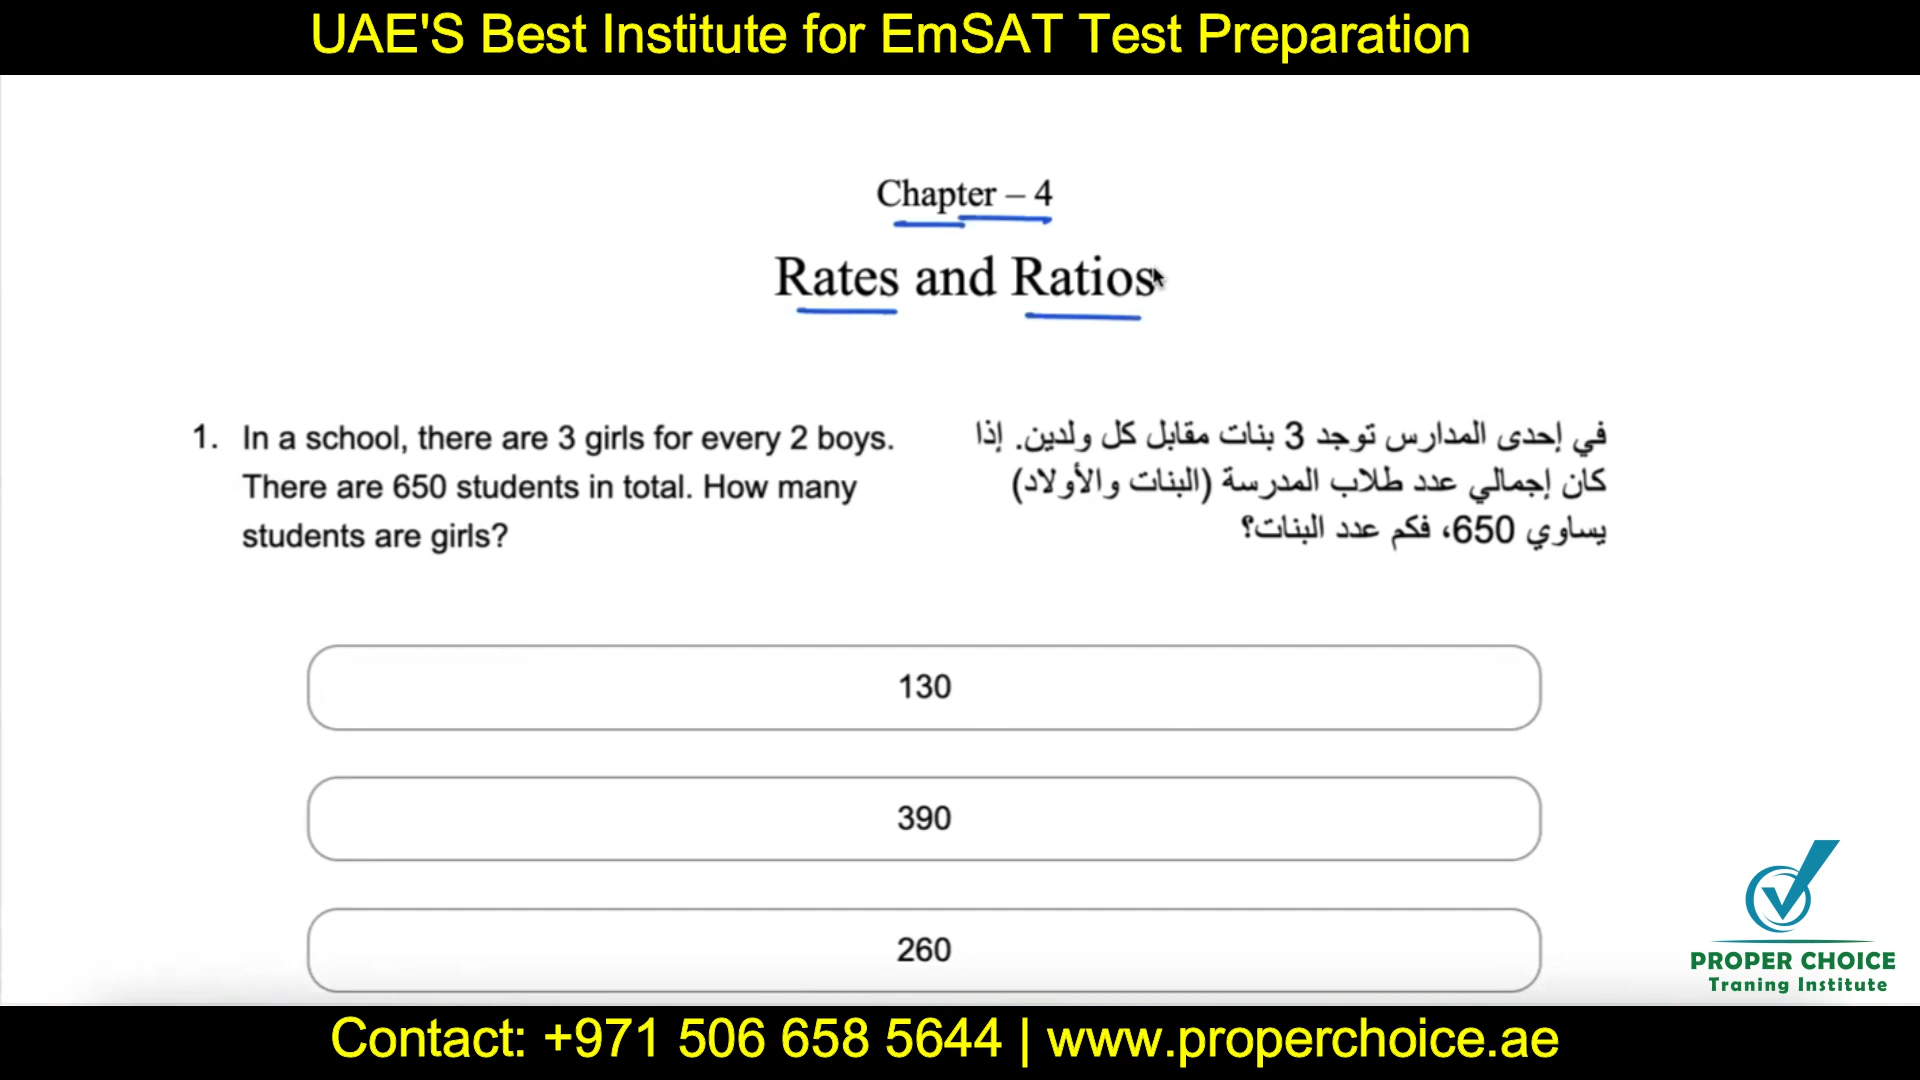 UAE'S Best Institute for EmSAT Test Preparation
Chapter – 4
Rates and Ratios
1. In a school, there are 3 girls for every 2 boys.
There are 650 students in total. How many
students are girls?
في إحدى المدارس توجد 3 بنات مقابل كل ولدين. إذا
كان إجمالي عدد طلاب المدرسة (البنات والأولاد)
يساوي 650، فكم عدد البنات؟
130
390
260
PROPER CHOICE
Traning Institute
Contact: +971 506 658 5644 | www.properchoice.ae